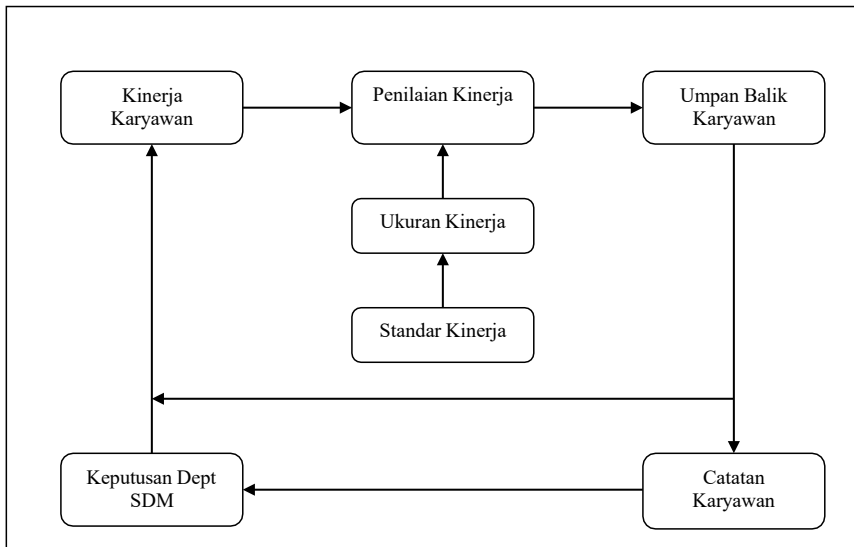 Kinerja
Karyawan
Penilaian Kinerja
Umpan Balik
Karyawan
Ukuran Kinerja
Standar Kinerja
Keputusan Dept
SDM
Catatan
Karyawan